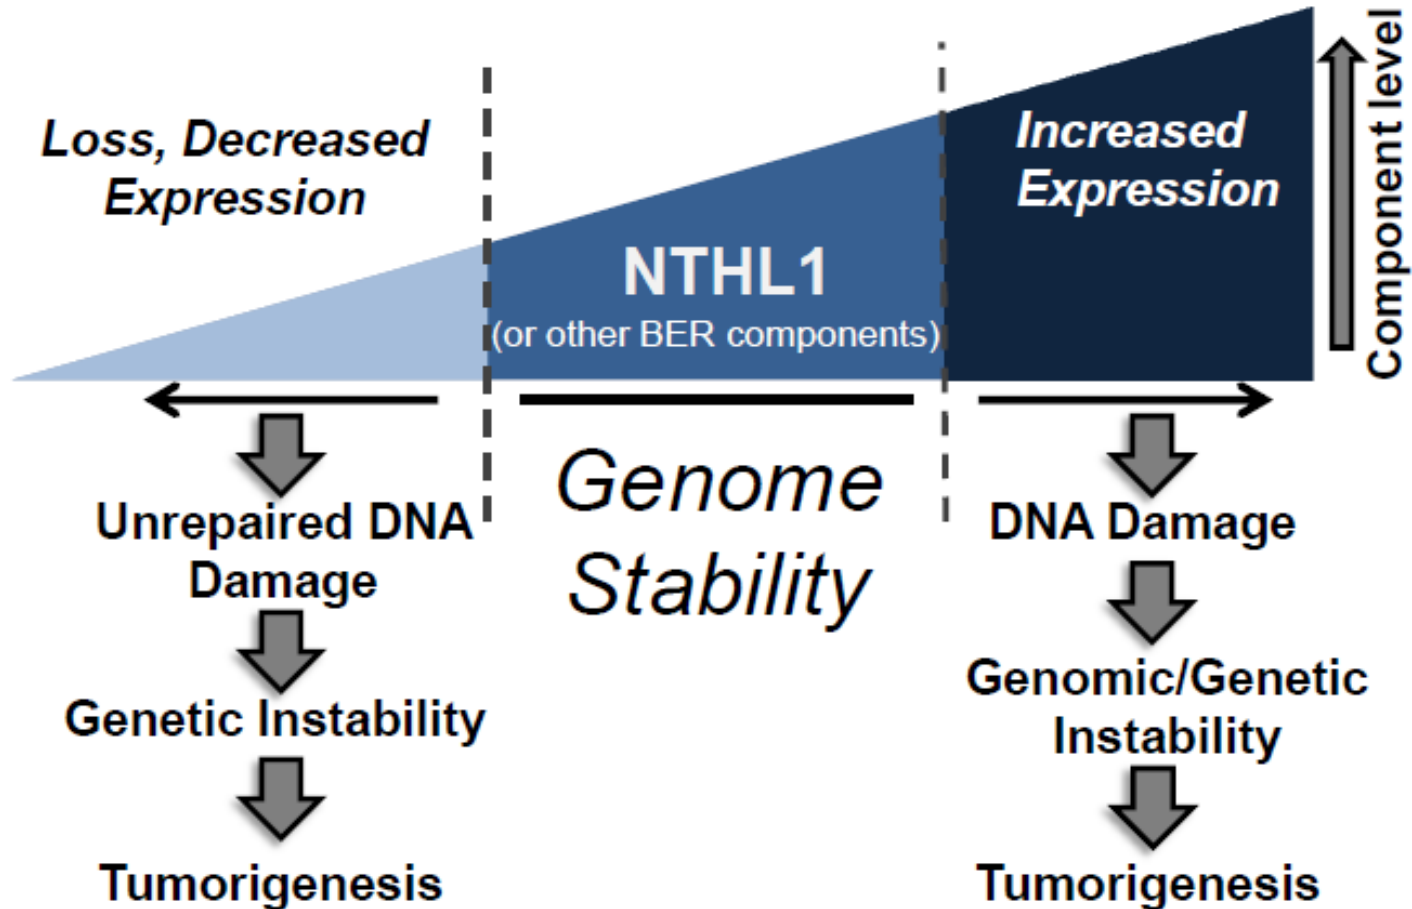 Loss, Decreased
Expression
Increased
Expression
Component level
NTHL1
(or other BER components)
Genome
Stability
Unrepaired DNA
Damage
Genetic Instability
Tumorigenesis
DNA Damage
Genomic/Genetic
Instability
Tumorigenesis